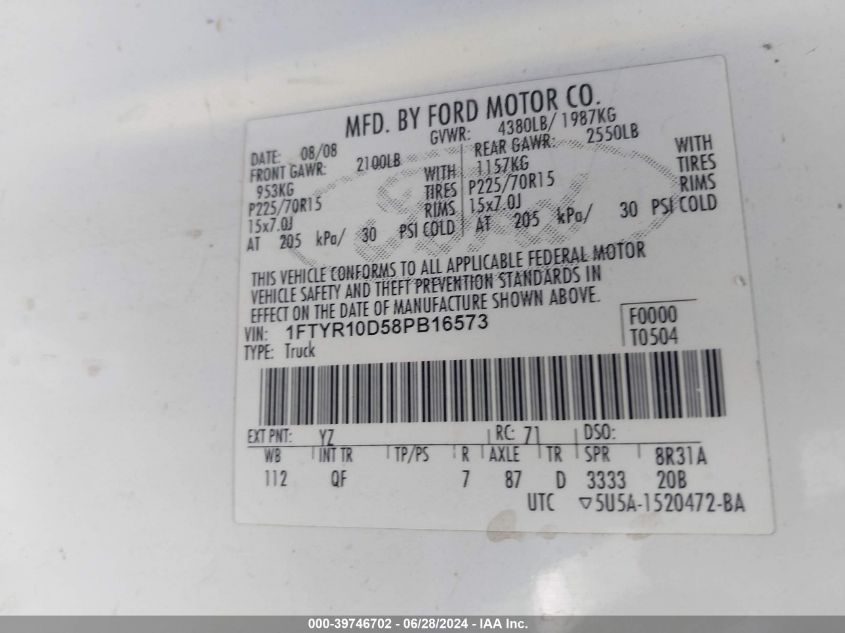 MFD. BY FORD MOTOR CO.
DATE: 08/08 GVWR: 4380LB/ 1987KG
FRONT GAWR: 2100LB REAR GAWR: 2550LB
953KG WITH 1157KG WITH
P225/70R15 TIRES P225/70R15 TIRES
15x7.0J RIMS 15x7.0J RIMS
AT 205 kPa/ 30 PSI COLD AT 205 kPa/ 30 PSI COLD
THIS VEHICLE CONFORMS TO ALL APPLICABLE FEDERAL MOTOR
VEHICLE SAFETY AND THEFT PREVENTION STANDARDS IN
EFFECT ON THE DATE OF MANUFACTURE SHOWN ABOVE.
VIN: 1FTYR10D58PB16573 F0000
TYPE: Truck T0504
EXT PNT: YZ RC: 71 DSO:
WB INT TR TP/PS R AXLE TR SPR 8R31A
112 QF 7 87 D 3333 20B
UTC ▽5U5A-1520472-BA
000-39746702 - 06/28/2024 - IAA Inc.